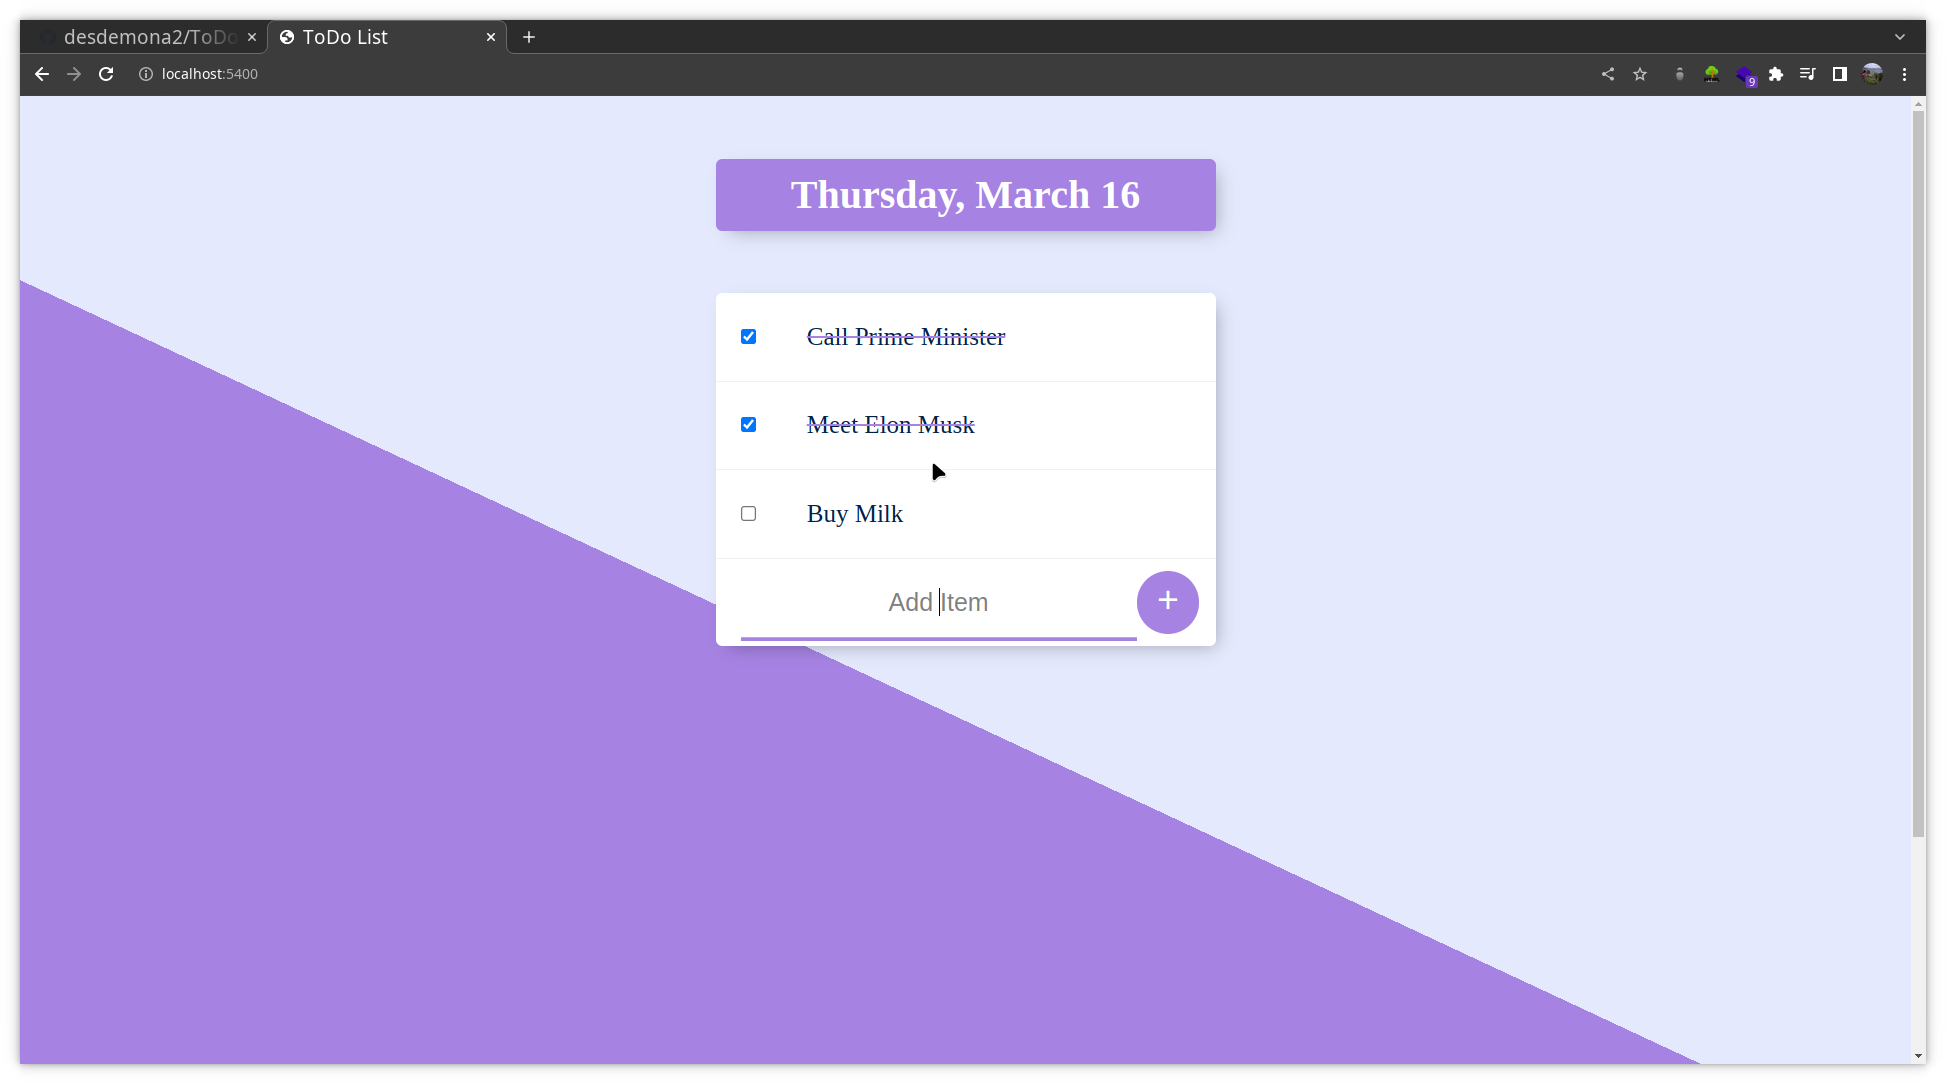 desdemona2/ToDo
ToDo List
localhost:5400
9
Thursday, March 16
Call Prime Minister
Meet Elon Musk
Buy Milk
Add Item
+